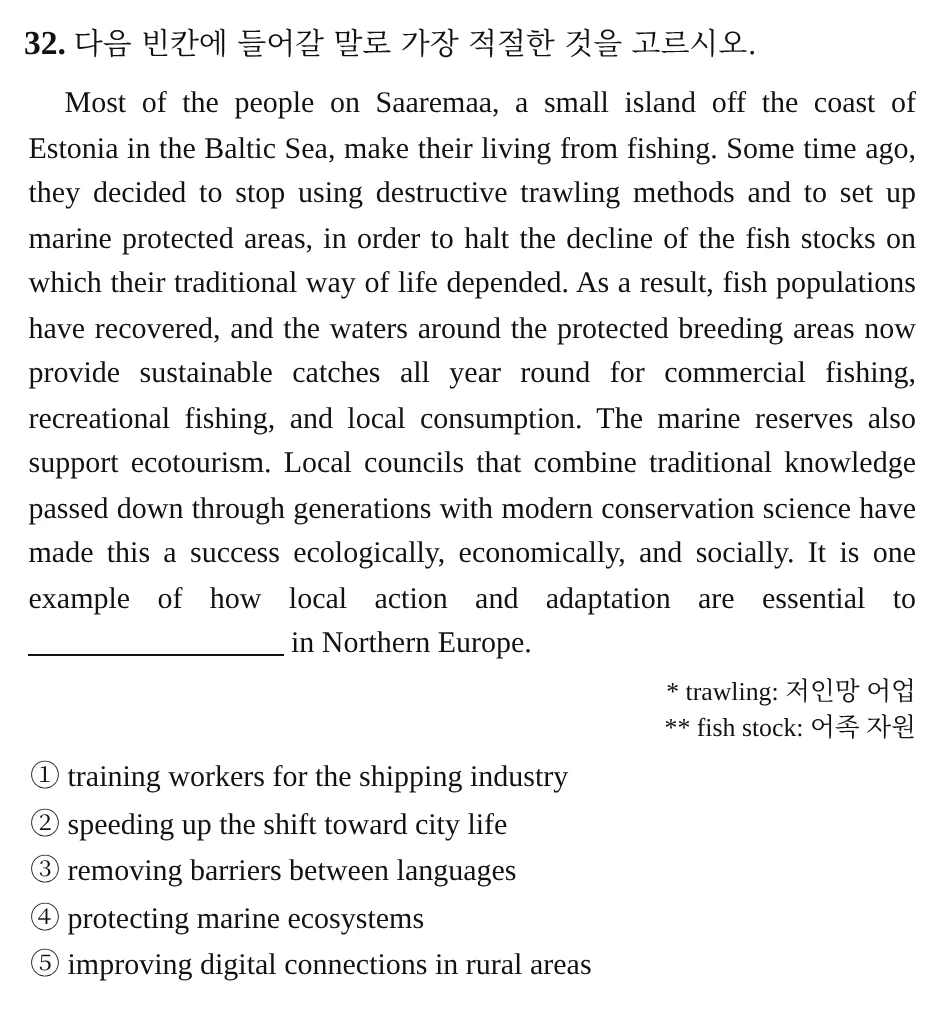 32. 다음 빈칸에 들어갈 말로 가장 적절한 것을 고르시오.
Most of the people on Saaremaa, a small island off the coast of
Estonia in the Baltic Sea, make their living from fishing. Some time ago,
they decided to stop using destructive trawling methods and to set up
marine protected areas, in order to halt the decline of the fish stocks on
which their traditional way of life depended. As a result, fish populations
have recovered, and the waters around the protected breeding areas now
provide sustainable catches all year round for commercial fishing,
recreational fishing, and local consumption. The marine reserves also
support ecotourism. Local councils that combine traditional knowledge
passed down through generations with modern conservation science have
made this a success ecologically, economically, and socially. It is one
example of how local action and adaptation are essential to
____________________ in Northern Europe.
* trawling: 저인망 어업
** fish stock: 어족 자원
① training workers for the shipping industry
② speeding up the shift toward city life
③ removing barriers between languages
④ protecting marine ecosystems
⑤ improving digital connections in rural areas